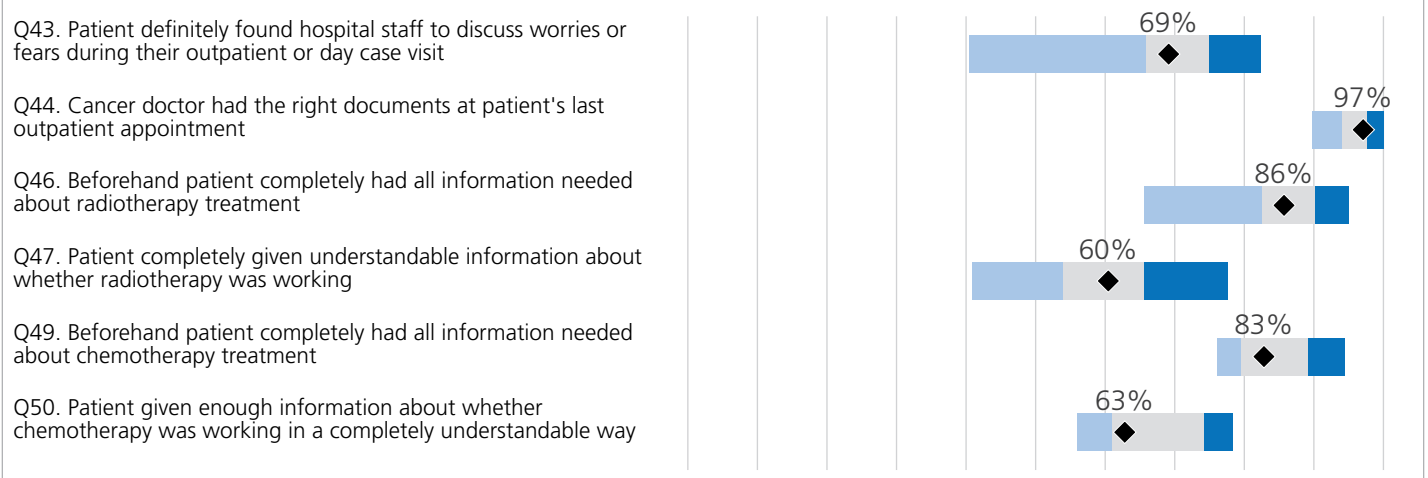 Q43. Patient definitely found hospital staff to discuss worries or
fears during their outpatient or day case visit
69%
Q44. Cancer doctor had the right documents at patient's last
outpatient appointment
97%
Q46. Beforehand patient completely had all information needed
about radiotherapy treatment
86%
Q47. Patient completely given understandable information about
whether radiotherapy was working
60%
Q49. Beforehand patient completely had all information needed
about chemotherapy treatment
83%
Q50. Patient given enough information about whether
chemotherapy was working in a completely understandable way
63%